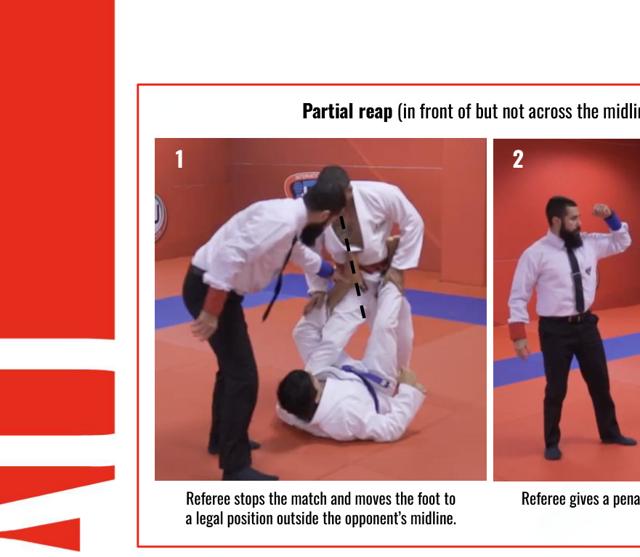 Partial reap (in front of but not across the
1
2
Referee stops the match and moves the foot to
a legal position outside the opponent's midline.
Referee gives a